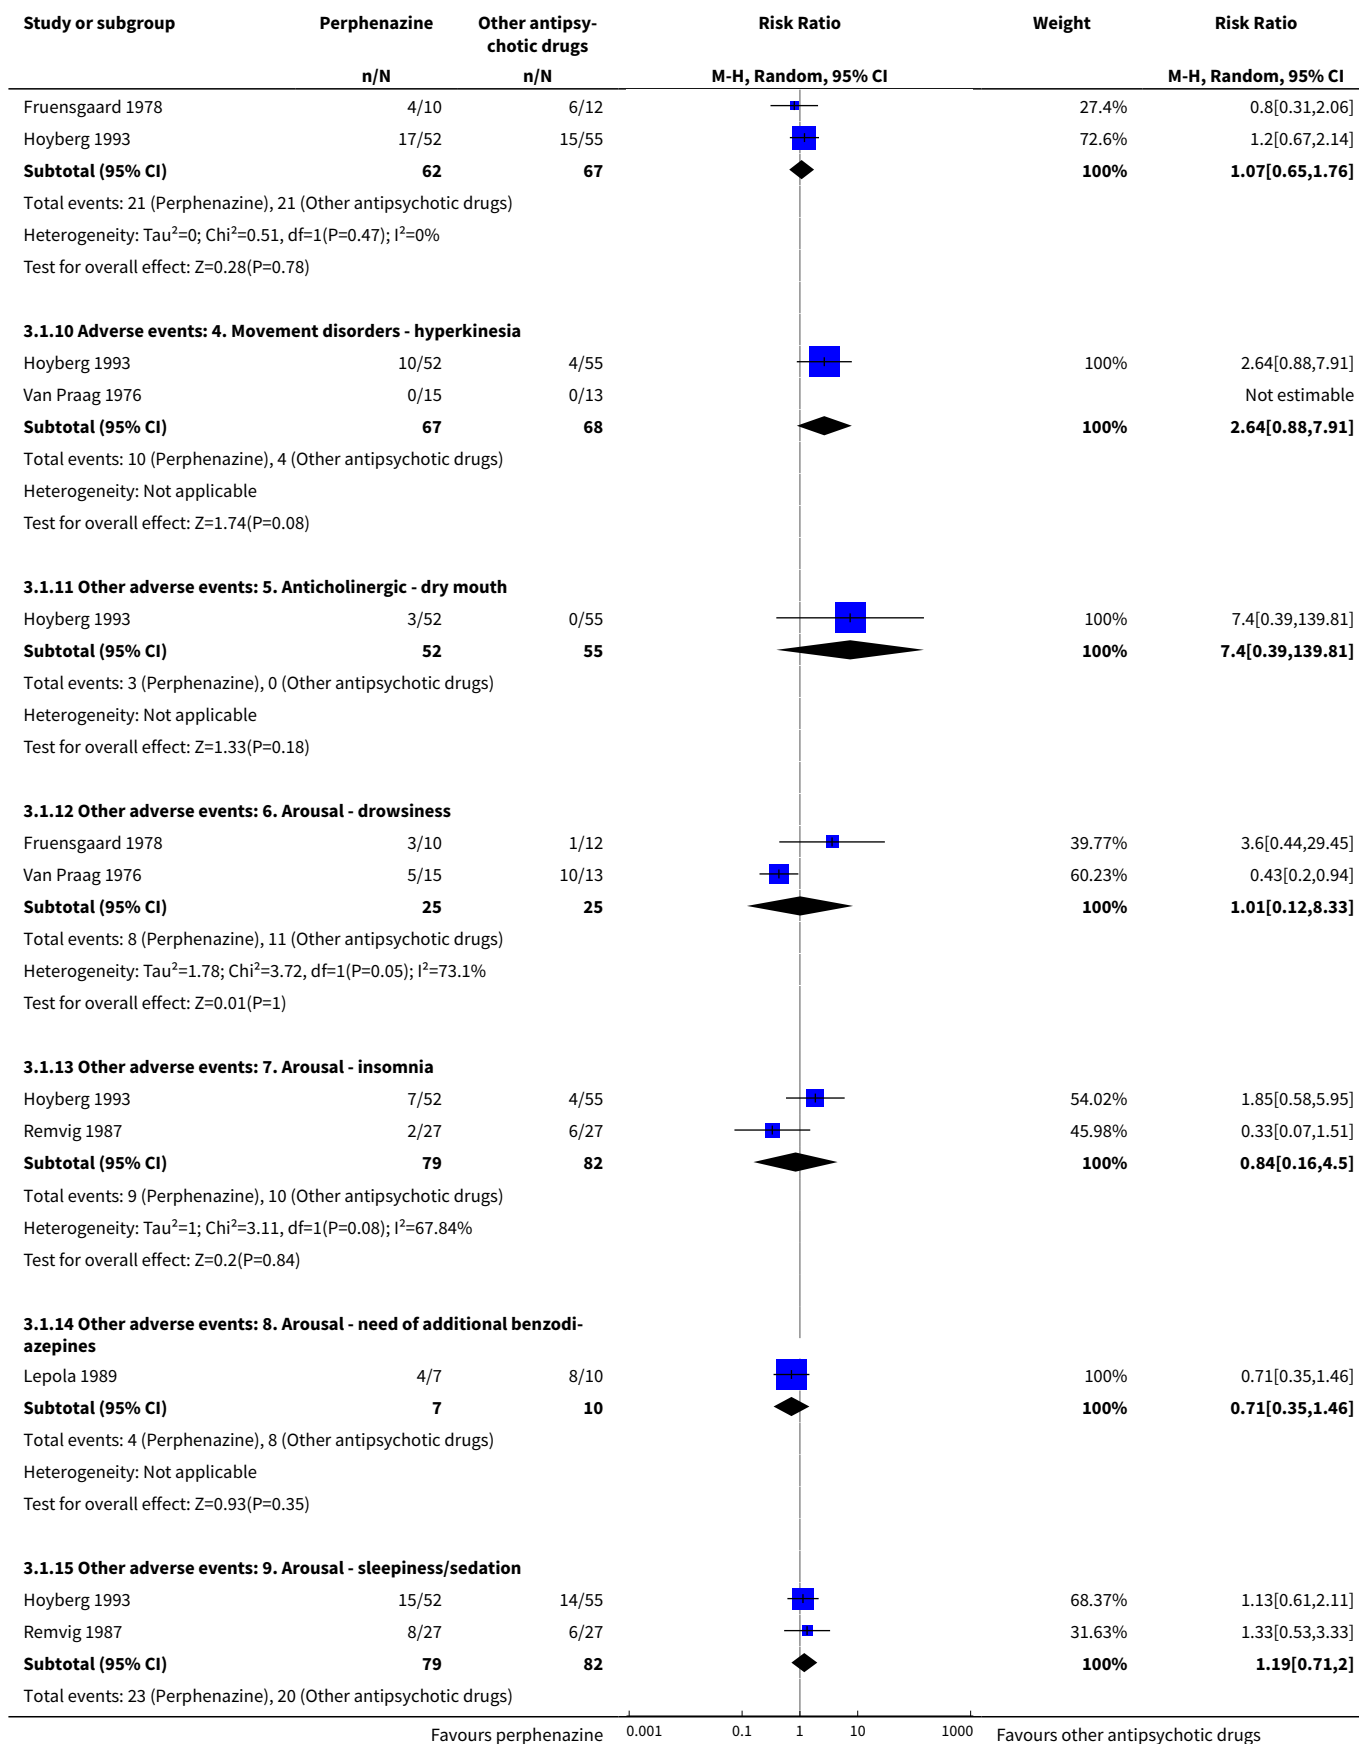 Study or subgroup Perphenazine Other antipsy- Risk Ratio Weight Risk Ratio
chotic drugs
n/N n/N M-H, Random, 95% CI M-H, Random, 95% CI
Fruensgaard 1978 4/10 6/12 27.4% 0.8[0.31,2.06]
Hoyberg 1993 17/52 15/55 72.6% 1.2[0.67,2.14]
Subtotal (95% CI) 62 67 100% 1.07[0.65,1.76]
Total events: 21 (Perphenazine), 21 (Other antipsychotic drugs)
Heterogeneity: Tau²=0; Chi²=0.51, df=1(P=0.47); I²=0%
Test for overall effect: Z=0.28(P=0.78)
3.1.10 Adverse events: 4. Movement disorders - hyperkinesia
Hoyberg 1993 10/52 4/55 100% 2.64[0.88,7.91]
Van Praag 1976 0/15 0/13 Not estimable
Subtotal (95% CI) 67 68 100% 2.64[0.88,7.91]
Total events: 10 (Perphenazine), 4 (Other antipsychotic drugs)
Heterogeneity: Not applicable
Test for overall effect: Z=1.74(P=0.08)
3.1.11 Other adverse events: 5. Anticholinergic - dry mouth
Hoyberg 1993 3/52 0/55 100% 7.4[0.39,139.81]
Subtotal (95% CI) 52 55 100% 7.4[0.39,139.81]
Total events: 3 (Perphenazine), 0 (Other antipsychotic drugs)
Heterogeneity: Not applicable
Test for overall effect: Z=1.33(P=0.18)
3.1.12 Other adverse events: 6. Arousal - drowsiness
Fruensgaard 1978 3/10 1/12 39.77% 3.6[0.44,29.45]
Van Praag 1976 5/15 10/13 60.23% 0.43[0.2,0.94]
Subtotal (95% CI) 25 25 100% 1.01[0.12,8.33]
Total events: 8 (Perphenazine), 11 (Other antipsychotic drugs)
Heterogeneity: Tau²=1.78; Chi²=3.72, df=1(P=0.05); I²=73.1%
Test for overall effect: Z=0.01(P=1)
3.1.13 Other adverse events: 7. Arousal - insomnia
Hoyberg 1993 7/52 4/55 54.02% 1.85[0.58,5.95]
Remvig 1987 2/27 6/27 45.98% 0.33[0.07,1.51]
Subtotal (95% CI) 79 82 100% 0.84[0.16,4.5]
Total events: 9 (Perphenazine), 10 (Other antipsychotic drugs)
Heterogeneity: Tau²=1; Chi²=3.11, df=1(P=0.08); I²=67.84%
Test for overall effect: Z=0.2(P=0.84)
3.1.14 Other adverse events: 8. Arousal - need of additional benzodi-
azepines
Lepola 1989 4/7 8/10 100% 0.71[0.35,1.46]
Subtotal (95% CI) 7 10 100% 0.71[0.35,1.46]
Total events: 4 (Perphenazine), 8 (Other antipsychotic drugs)
Heterogeneity: Not applicable
Test for overall effect: Z=0.93(P=0.35)
3.1.15 Other adverse events: 9. Arousal - sleepiness/sedation
Hoyberg 1993 15/52 14/55 68.37% 1.13[0.61,2.11]
Remvig 1987 8/27 6/27 31.63% 1.33[0.53,3.33]
Subtotal (95% CI) 79 82 100% 1.19[0.71,2]
Total events: 23 (Perphenazine), 20 (Other antipsychotic drugs)
Favours perphenazine 0.001 0.1 1 10 1000 Favours other antipsychotic drugs